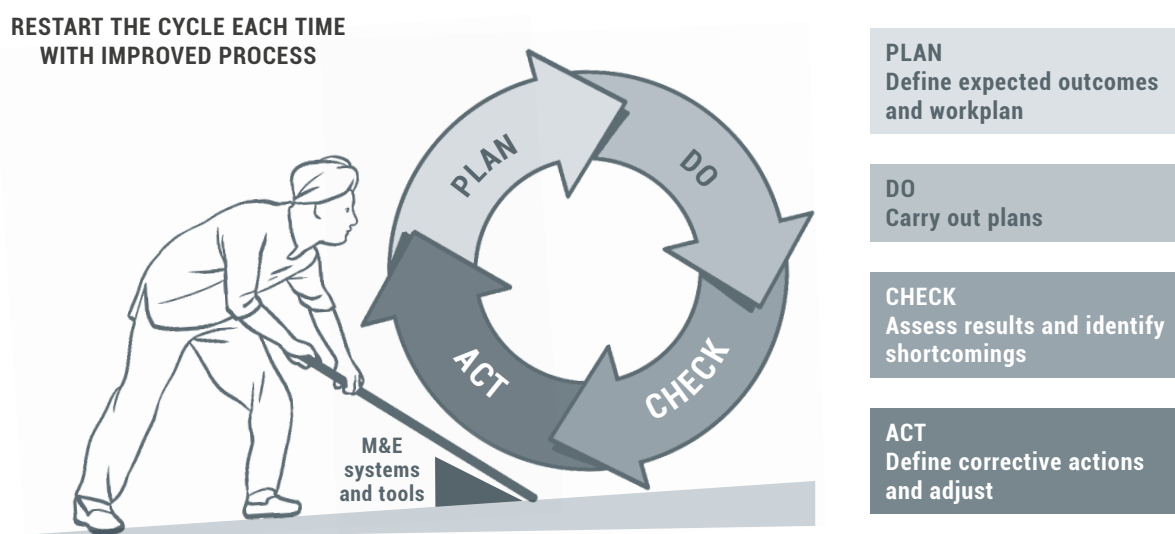 RESTART THE CYCLE EACH TIME
WITH IMPROVED PROCESS
PLAN
DO
CHECK
ACT
M&E
systems
and tools
PLAN
Define expected outcomes
and workplan
DO
Carry out plans
CHECK
Assess results and identify
shortcomings
ACT
Define corrective actions
and adjust